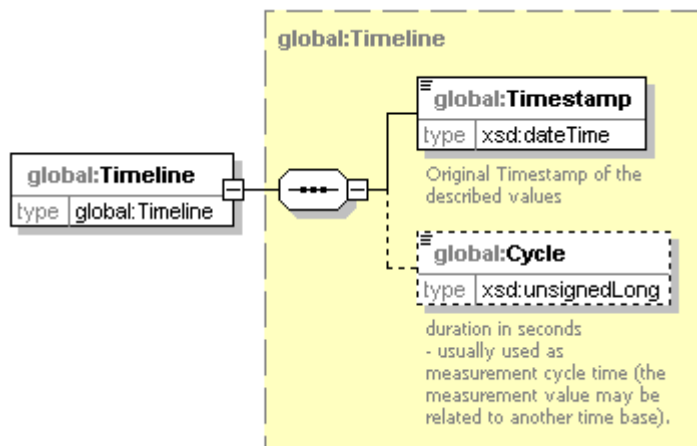 global:Timeline
global:Timestamp
type xsd:dateTime
Original Timestamp of the
described values
global:Timeline
type global:Timeline
global:Cycle
type xsd:unsignedLong
duration in seconds
- usually used as
measurement cycle time (the
measurement value may be
related to another time base).